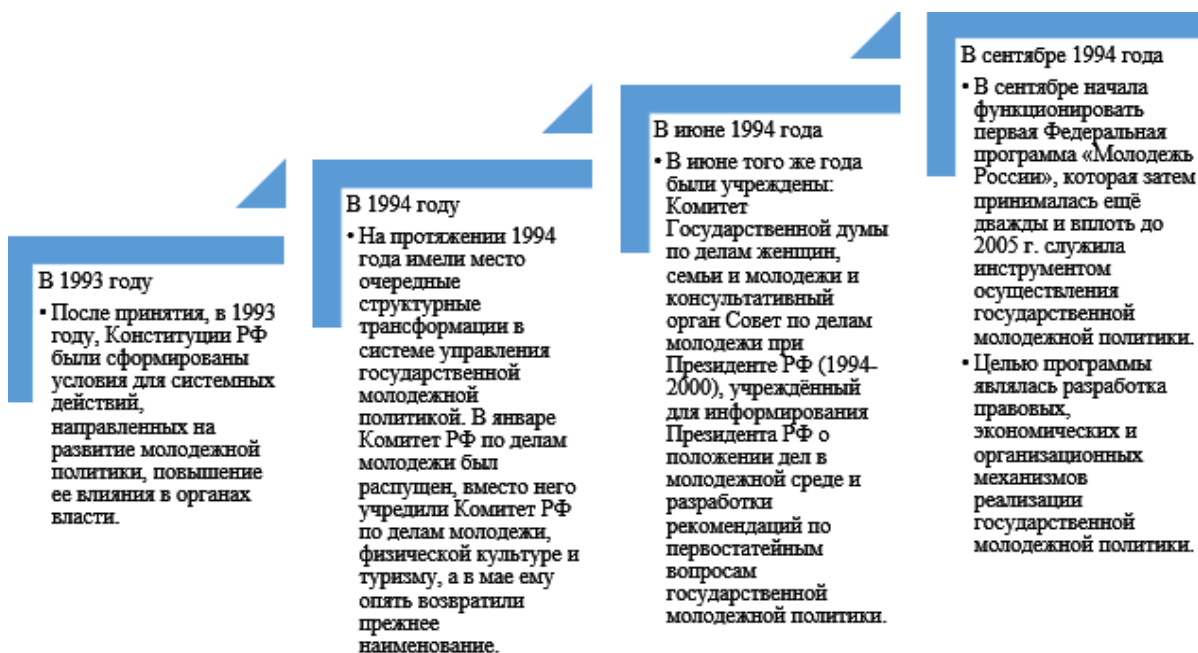 В 1993 году
• После принятия, в 1993
году, Конституции РФ
были сформированы
условия для системных
действий,
направленных на
развитие молодежной
политики, повышение
ее влияния в органах
власти.
В 1994 году
• На протяжении 1994
года имели место
очередные
структурные
трансформации в
системе управления
государственной
молодежной
политикой. В январе
Комитет РФ по делам
молодежи был
распущен, вместо него
учредили Комитет РФ
по делам молодежи,
физической культуре и
туризму, а в мае ему
опять возвратили
прежнее
наименование.
В июне 1994 года
• В июне того же года
были учреждены:
Комитет
Государственной думы
по делам женщин,
семьи и молодежи и
консультативный
орган Совет по делам
молодежи при
Президенте РФ (1994-
2000), учреждённый
для информирования
Президента РФ о
положении дел в
молодежной среде и
разработки
рекомендаций по
первостатейным
вопросам
государственной
молодежной политики.
В сентябре 1994 года
• В сентябре начала
функционировать
первая Федеральная
программа «Молодежь
России», которая затем
принималась ещё
дважды и вплоть до
2005 г. служила
инструментом
осуществления
государственной
молодежной политики.
• Целью программы
являлась разработка
правовых,
экономических и
организационных
механизмов
реализации
государственной
молодежной политики.